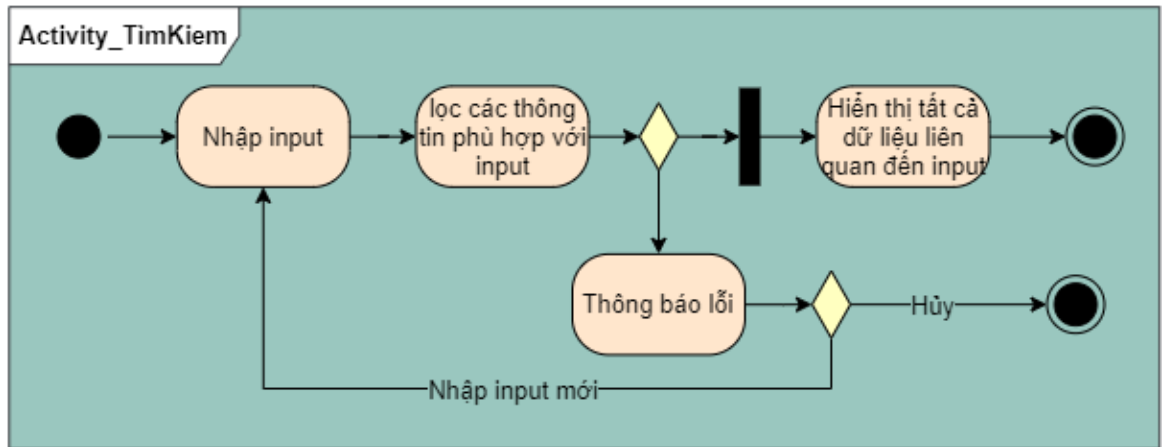 Activity_TimKiem
Nhập input
lọc các thông
tin phù hợp với
input
Hiển thị tất cả
dữ liệu liên
quan đến input
Thông báo lỗi
Hủy
Nhập input mới